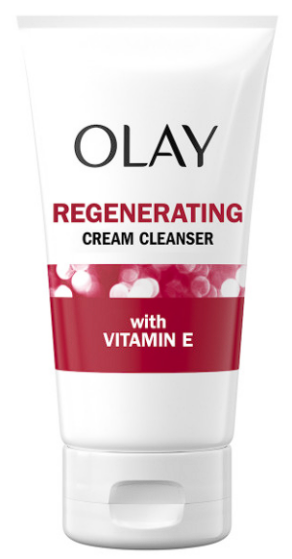 OLAY
REGENERATING
CREAM CLEANSER
with
VITAMIN E